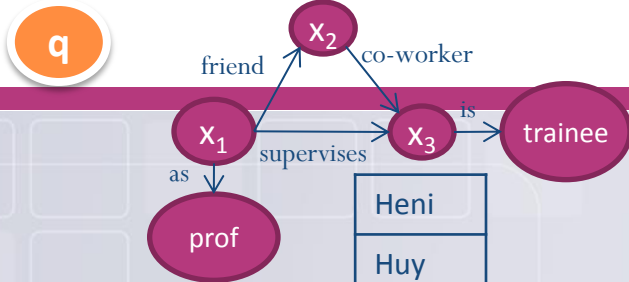 q
x2
friend
co-worker
x1
supervises
x3
is
trainee
as
prof
Heni
Huy